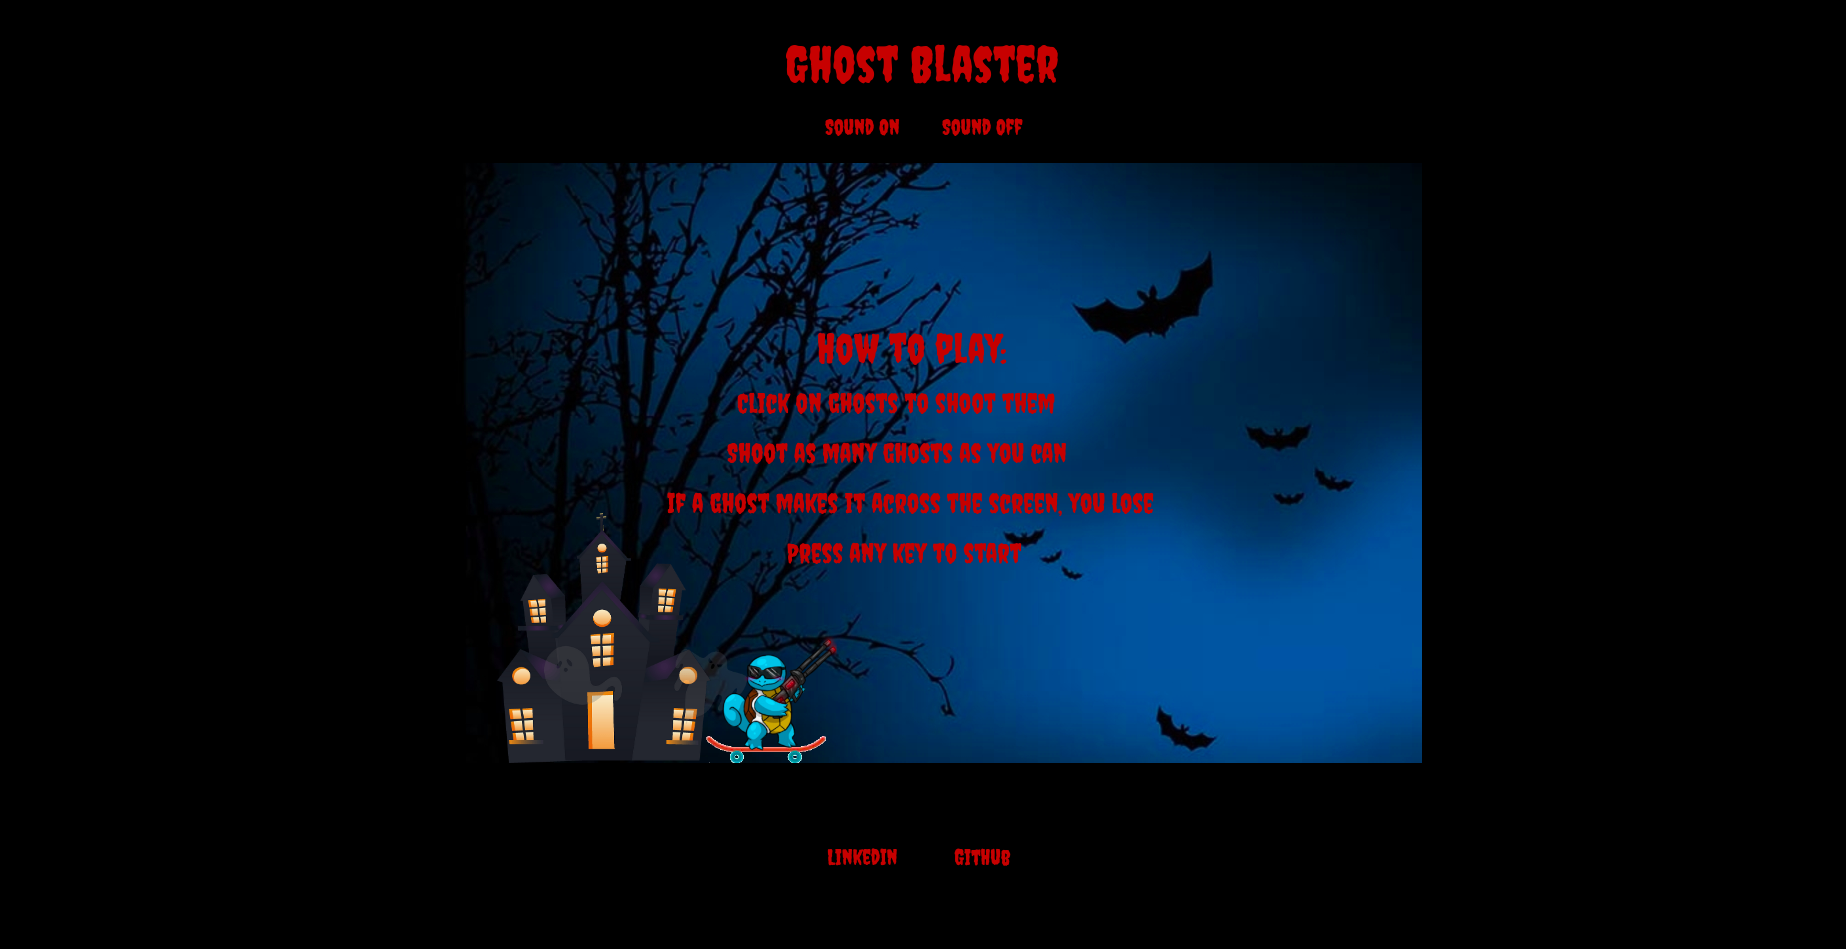 GHOST BLASTER
SOUND ON SOUND OFF
HOW TO PLAY:
CLICK ON GHOSTS TO SHOOT THEM
SHOOT AS MANY GHOSTS AS YOU CAN
IF A GHOST MAKES IT ACROSS THE SCREEN, YOU LOSE
PRESS ANY KEY TO START
LINKEDIN GITHUB